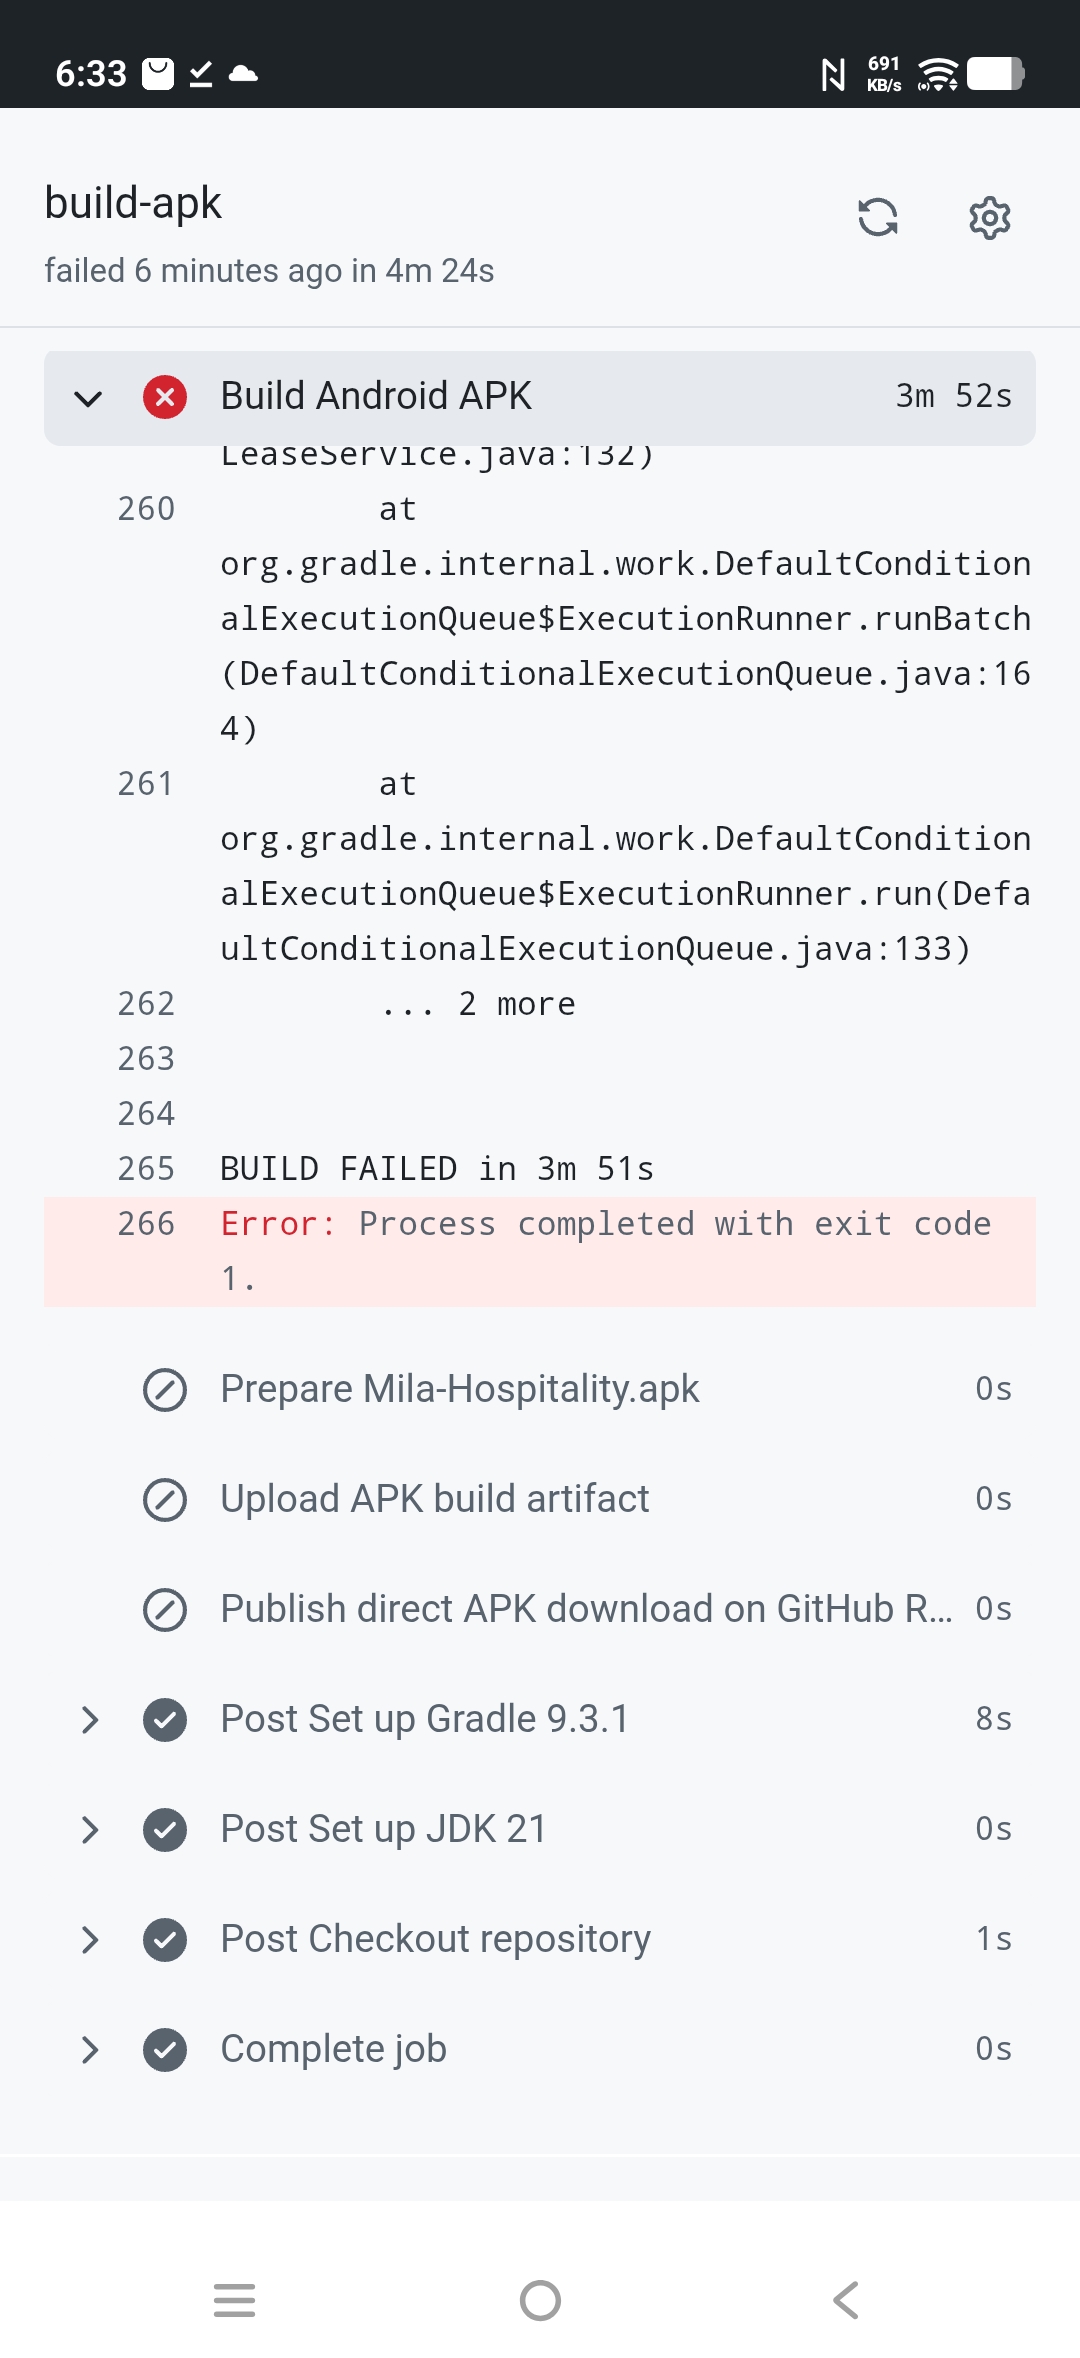 6:33
691
KB/s
build-apk
failed 6 minutes ago in 4m 24s
Build Android APK 3m 52s
LeaseService.java:132)
260 at
org.gradle.internal.work.DefaultCondition
alExecutionQueue$ExecutionRunner.runBatch
(DefaultConditionalExecutionQueue.java:16
4)
261 at
org.gradle.internal.work.DefaultCondition
alExecutionQueue$ExecutionRunner.run(Defa
ultConditionalExecutionQueue.java:133)
262 ... 2 more
263
264
265 BUILD FAILED in 3m 51s
266 Error: Process completed with exit code
1.
Prepare Mila-Hospitality.apk 0s
Upload APK build artifact 0s
Publish direct APK download on GitHub R... 0s
Post Set up Gradle 9.3.1 8s
Post Set up JDK 21 0s
Post Checkout repository 1s
Complete job 0s